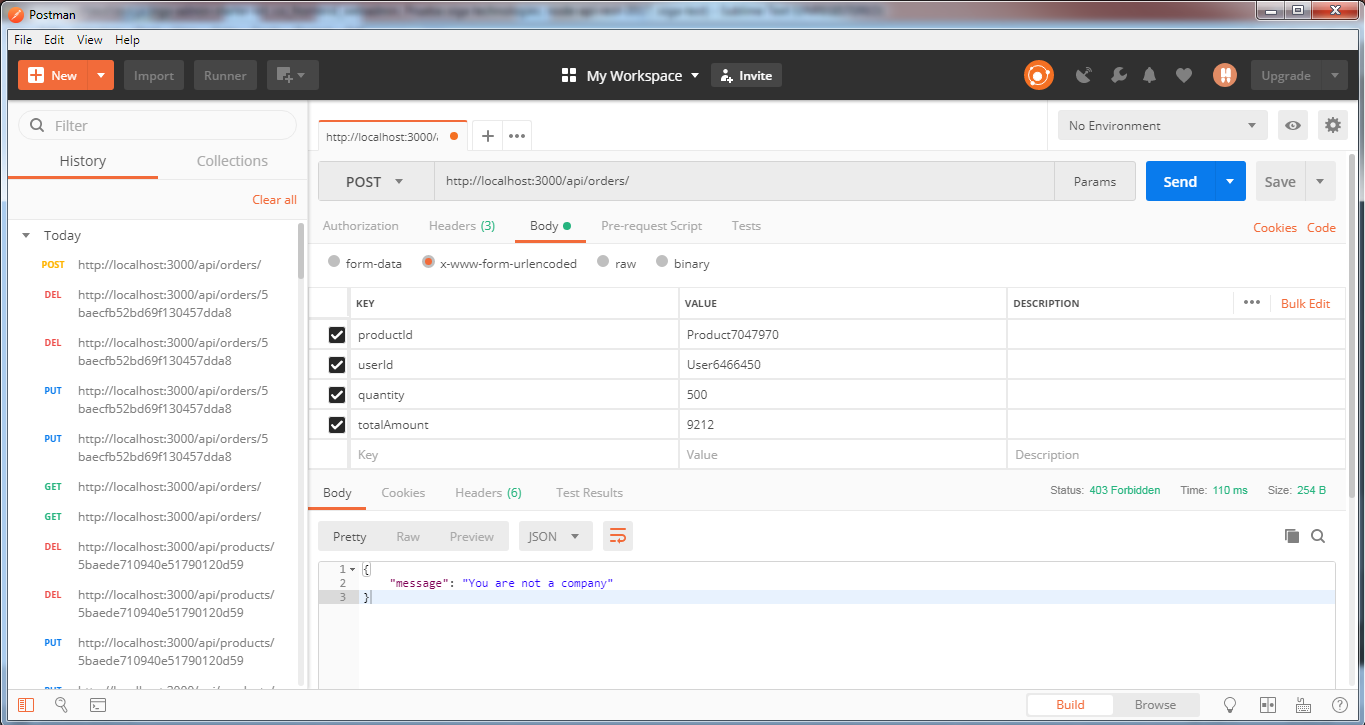 Postman
File Edit View Help
New Import Runner My Workspace Invite Upgrade
Filter
History Collections
Clear all
Today
POST http://localhost:3000/api/orders/
DEL http://localhost:3000/api/orders/5
baecfb52bd69f130457dda8
DEL http://localhost:3000/api/orders/5
baecfb52bd69f130457dda8
PUT http://localhost:3000/api/orders/5
baecfb52bd69f130457dda8
PUT http://localhost:3000/api/orders/5
baecfb52bd69f130457dda8
GET http://localhost:3000/api/orders/
GET http://localhost:3000/api/orders/
DEL http://localhost:3000/api/products/
5baede710940e51790120d59
DEL http://localhost:3000/api/products/
5baede710940e51790120d59
PUT http://localhost:3000/api/products/
5baede710940e51790120d59
http://localhost:3000/
No Environment
POST http://localhost:3000/api/orders/ Params Send Save
Authorization Headers (3) Body Pre-request Script Tests Cookies Code
form-data x-www-form-urlencoded raw binary
KEY VALUE DESCRIPTION Bulk Edit
productId Product7047970
userId User6466450
quantity 500
totalAmount 9212
Key Value Description
Body Cookies Headers (6) Test Results Status: 403 Forbidden Time: 110 ms Size: 254 B
Pretty Raw Preview JSON
1 {
2 "message": "You are not a company"
3 }
Build Browse